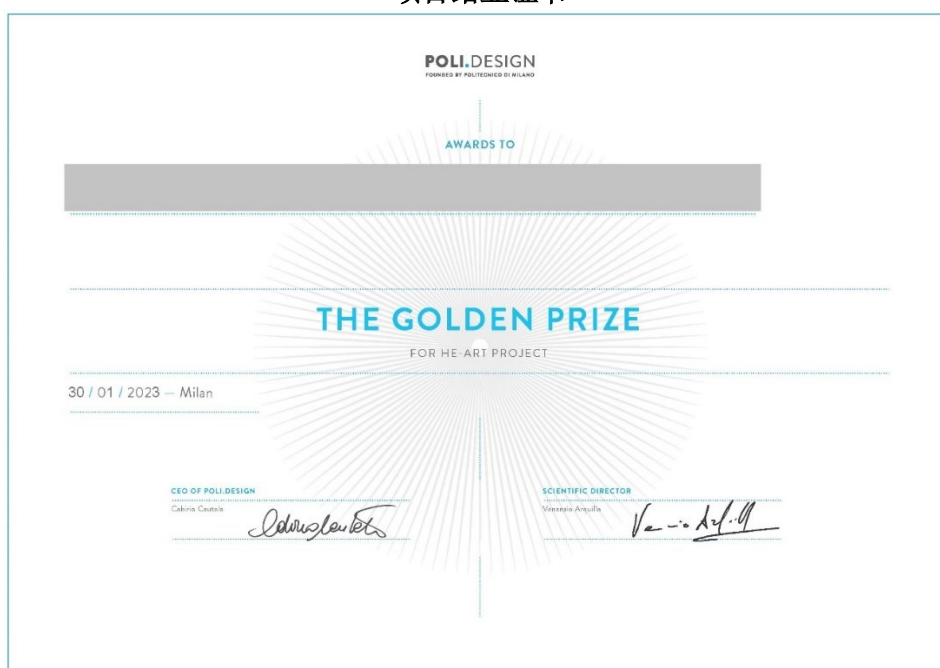 POLI.DESIGN
FOUNDED BY POLITECNICO DI MILANO
AWARDS TO
THE GOLDEN PRIZE
FOR HE-ART PROJECT
30 / 01 / 2023 — Milan
CEO OF POLI.DESIGN
Cabirio Cautela
SCIENTIFIC DIRECTOR
Venanzio Arquilla